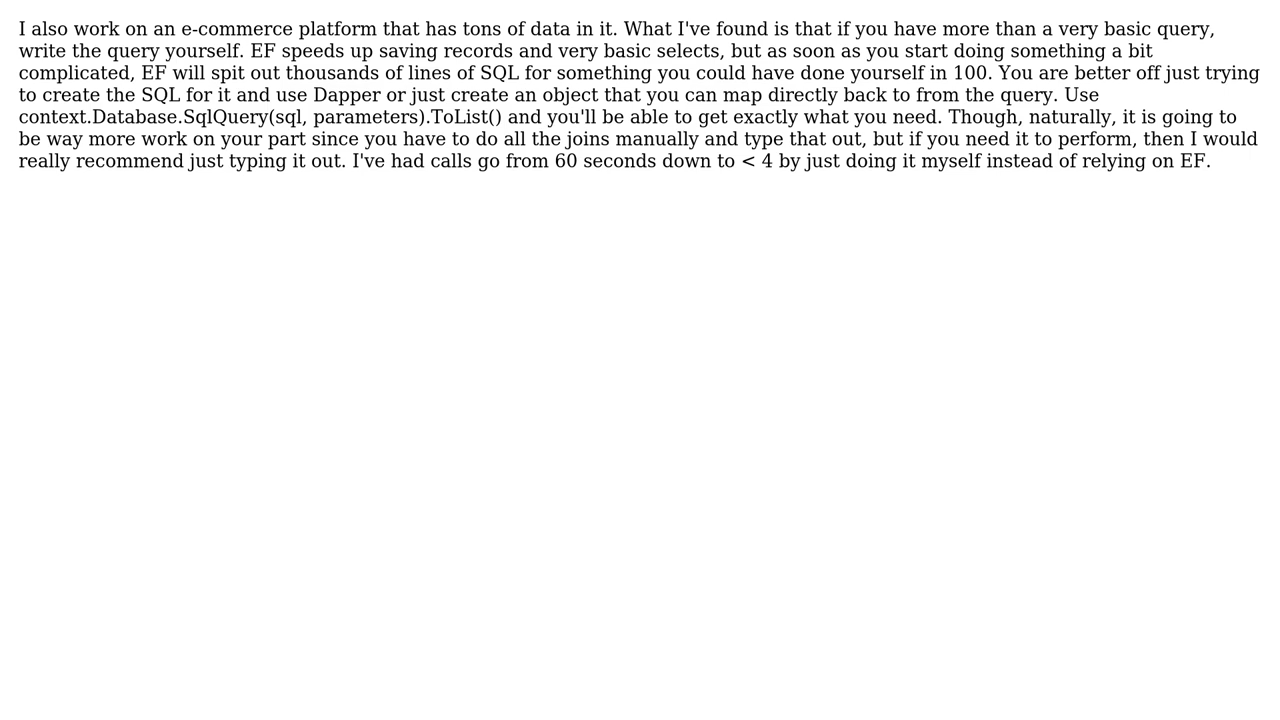 I also work on an e-commerce platform that has tons of data in it. What I've found is that if you have more than a very basic query,
write the query yourself. EF speeds up saving records and very basic selects, but as soon as you start doing something a bit
complicated, EF will spit out thousands of lines of SQL for something you could have done yourself in 100. You are better off just trying
to create the SQL for it and use Dapper or just create an object that you can map directly back to from the query. Use
context.Database.SqlQuery(sql, parameters).ToList() and you'll be able to get exactly what you need. Though, naturally, it is going to
be way more work on your part since you have to do all the joins manually and type that out, but if you need it to perform, then I would
really recommend just typing it out. I've had calls go from 60 seconds down to < 4 by just doing it myself instead of relying on EF.